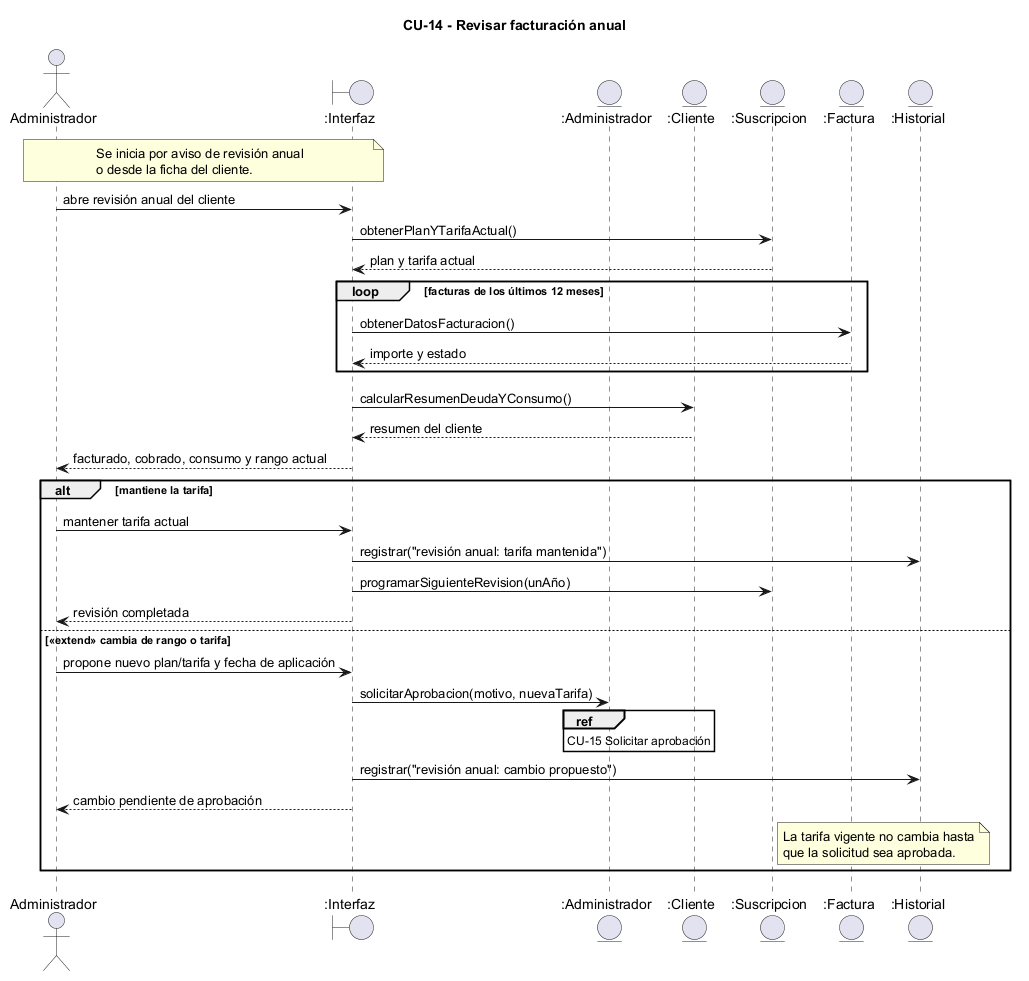 CU-14 - Revisar facturación anual
Administrador
:Interfaz
:Administrador
:Cliente
:Suscripcion
:Factura
:Historial
Se inicia por aviso de revisión anual
o desde la ficha del cliente.
abre revisión anual del cliente
obtenerPlanYTarifaActual()
plan y tarifa actual
loop
[facturas de los últimos 12 meses]
obtenerDatosFacturacion()
importe y estado
calcularResumenDeudaYConsumo()
resumen del cliente
facturado, cobrado, consumo y rango actual
alt
[mantiene la tarifa]
mantener tarifa actual
registrar("revisión anual: tarifa mantenida")
programarSiguienteRevision(unAño)
revisión completada
[«extend» cambia de rango o tarifa]
propone nuevo plan/tarifa y fecha de aplicación
solicitarAprobacion(motivo, nuevaTarifa)
ref
CU-15 Solicitar aprobación
registrar("revisión anual: cambio propuesto")
cambio pendiente de aprobación
La tarifa vigente no cambia hasta
que la solicitud sea aprobada.
Administrador
:Interfaz
:Administrador
:Cliente
:Suscripcion
:Factura
:Historial